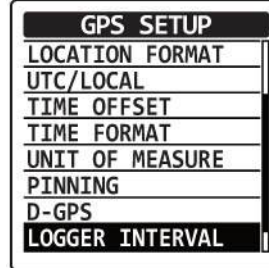 GPS SETUP
LOCATION FORMAT
UTC/LOCAL
TIME OFFSET
TIME FORMAT
UNIT OF MEASURE
PINNING
D-GPS
LOGGER INTERVAL